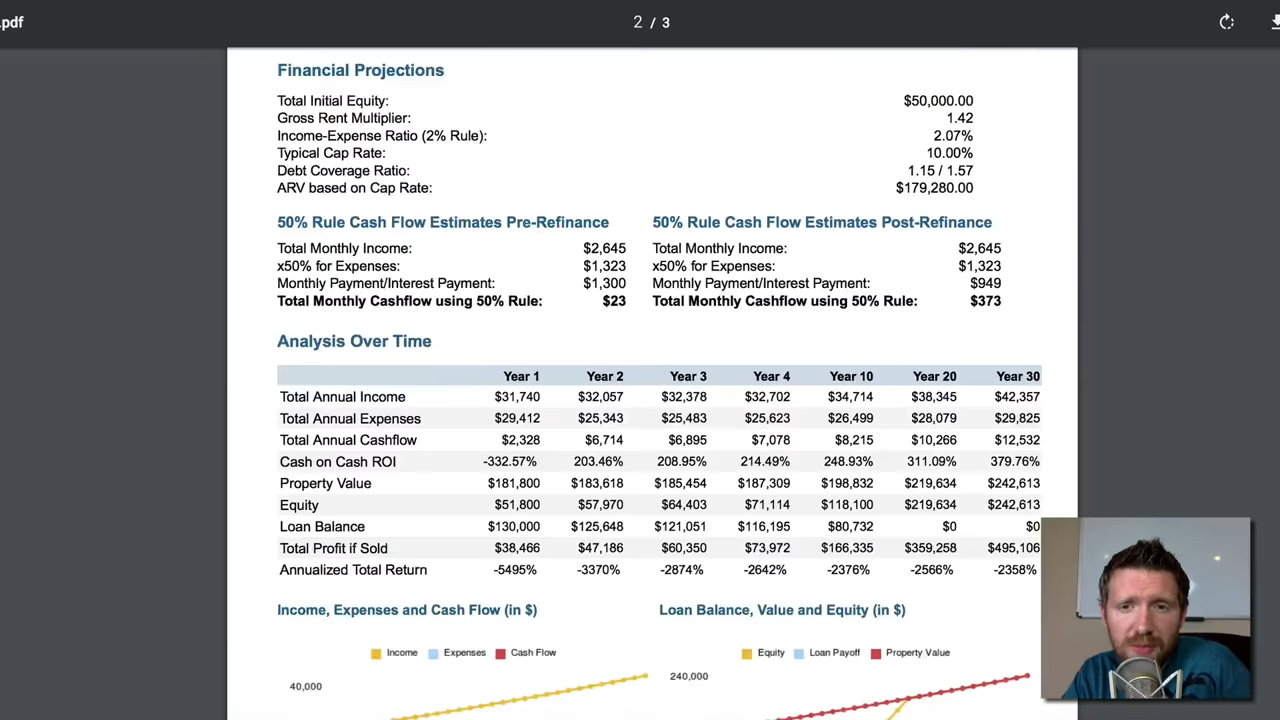 .pdf
2 / 3
Financial Projections
Total Initial Equity: $50,000.00
Gross Rent Multiplier: 1.42
Income-Expense Ratio (2% Rule): 2.07%
Typical Cap Rate: 10.00%
Debt Coverage Ratio: 1.15 / 1.57
ARV based on Cap Rate: $179,280.00
50% Rule Cash Flow Estimates Pre-Refinance
Total Monthly Income: $2,645
x50% for Expenses: $1,323
Monthly Payment/Interest Payment: $1,300
Total Monthly Cashflow using 50% Rule: $23
50% Rule Cash Flow Estimates Post-Refinance
Total Monthly Income: $2,645
x50% for Expenses: $1,323
Monthly Payment/Interest Payment: $949
Total Monthly Cashflow using 50% Rule: $373
Analysis Over Time
Year 1 Year 2 Year 3 Year 4 Year 10 Year 20 Year 30
Total Annual Income $31,740 $32,057 $32,378 $32,702 $34,714 $38,345 $42,357
Total Annual Expenses $29,412 $25,343 $25,483 $25,623 $26,499 $28,079 $29,825
Total Annual Cashflow $2,328 $6,714 $6,895 $7,078 $8,215 $10,266 $12,532
Cash on Cash ROI -332.57% 203.46% 208.95% 214.49% 248.93% 311.09% 379.76%
Property Value $181,800 $183,618 $185,454 $187,309 $198,832 $219,634 $242,613
Equity $51,800 $57,970 $64,403 $71,114 $118,100 $219,634 $242,613
Loan Balance $130,000 $125,648 $121,051 $116,195 $80,732 $0 $0
Total Profit if Sold $38,466 $47,186 $60,350 $73,972 $166,335 $359,258 $495,106
Annualized Total Return -5495% -3370% -2874% -2642% -2376% -2566% -2358%
Income, Expenses and Cash Flow (in $)
Income Expenses Cash Flow
40,000
Loan Balance, Value and Equity (in $)
Equity Loan Payoff Property Value
240,000